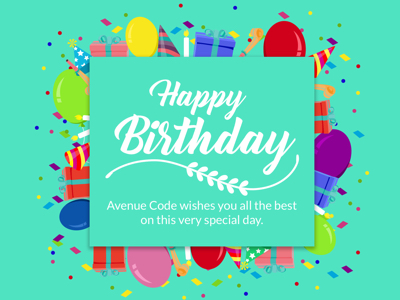 Happy
Birthday
Avenue Code wishes you all the best
on this very special day.